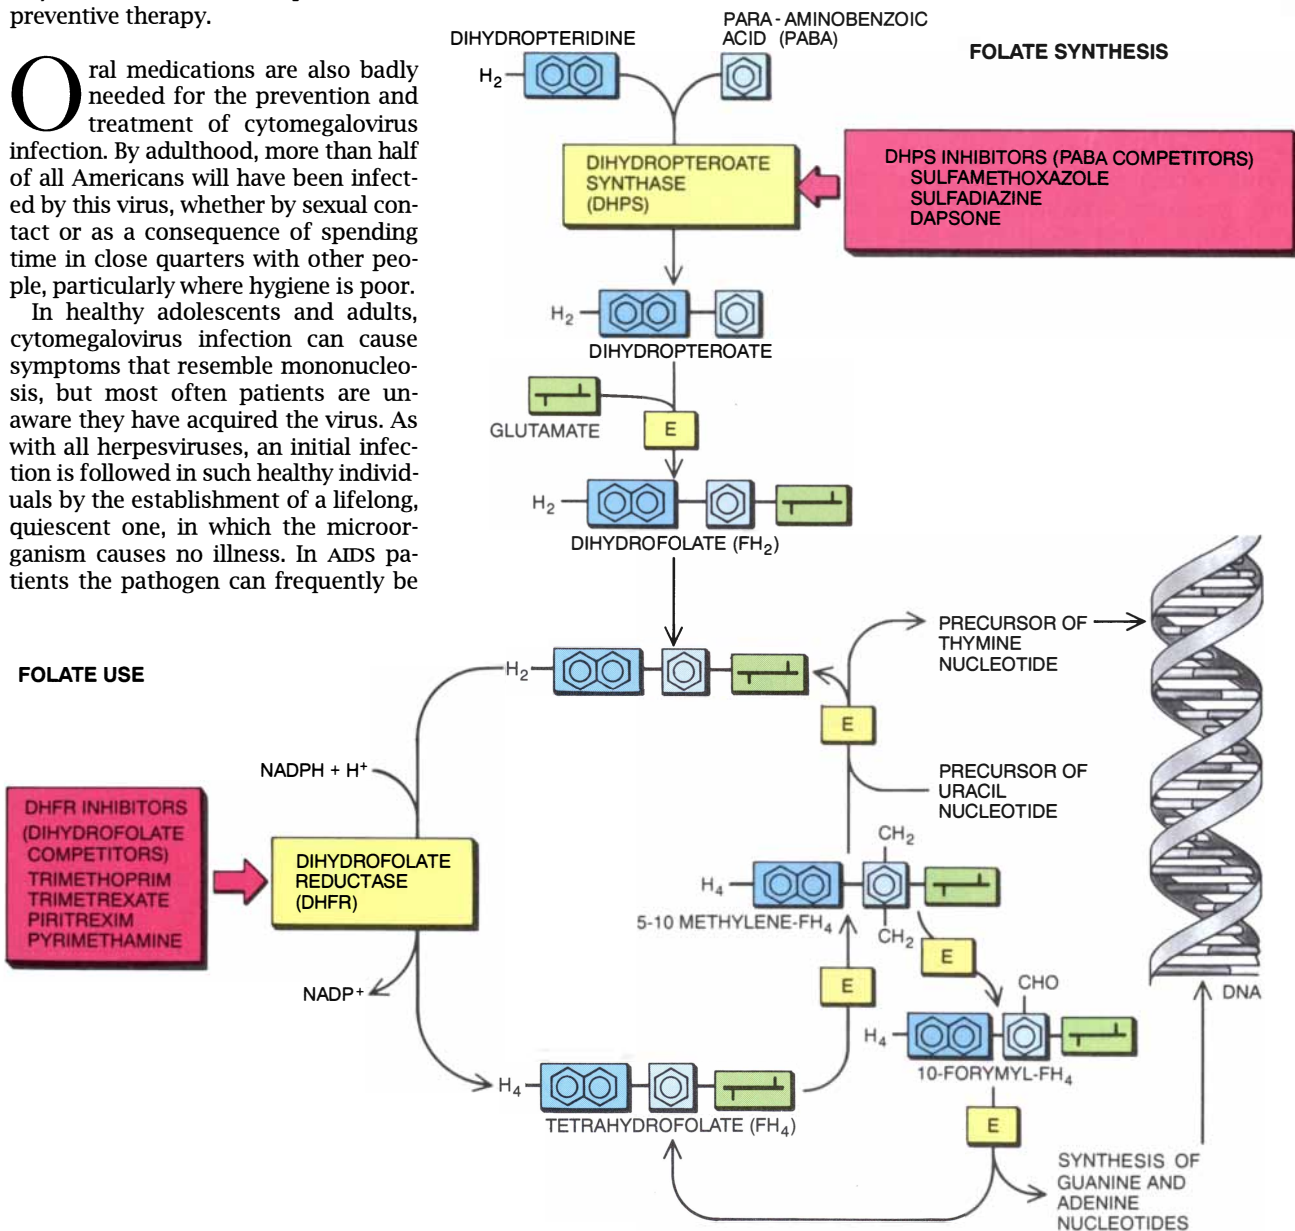 preventive therapy.
Oral medications are also badly
needed for the prevention and
treatment of cytomegalovirus
infection. By adulthood, more than half
of all Americans will have been infect-
ed by this virus, whether by sexual con-
tact or as a consequence of spending
time in close quarters with other peo-
ple, particularly where hygiene is poor.
In healthy adolescents and adults,
cytomegalovirus infection can cause
symptoms that resemble mononucleo-
sis, but most often patients are un-
aware they have acquired the virus. As
with all herpesviruses, an initial infec-
tion is followed in such healthy individ-
uals by the establishment of a lifelong,
quiescent one, in which the microor-
ganism causes no illness. In AIDS pa-
tients the pathogen can frequently be
FOLATE SYNTHESIS
DIHYDROPTERIDINE
PARA-AMINOBENZOIC
ACID (PABA)
H2
DIHYDROPTEROATE
SYNTHASE
(DHPS)
DHPS INHIBITORS (PABA COMPETITORS)
SULFAMETHOXAZOLE
SULFADIAZINE
DAPSONE
H2
DIHYDROPTEROATE
GLUTAMATE
E
H2
DIHYDROFOLATE (FH2)
FOLATE USE
H2
PRECURSOR OF
THYMINE
NUCLEOTIDE
E
NADPH + H+
PRECURSOR OF
URACIL
NUCLEOTIDE
DHFR INHIBITORS
(DIHYDROFOLATE
COMPETITORS)
TRIMETHOPRIM
TRIMETREXATE
PIRITREXIM
PYRIMETHAMINE
DIHYDROFOLATE
REDUCTASE
(DHFR)
CH2
H4
5-10 METHYLENE-FH4
CH2
E
E
NADP+
CHO
DNA
H4
10-FORYMYL-FH4
H4
TETRAHYDROFOLATE (FH4)
E
SYNTHESIS OF
GUANINE AND
ADENINE
NUCLEOTIDES